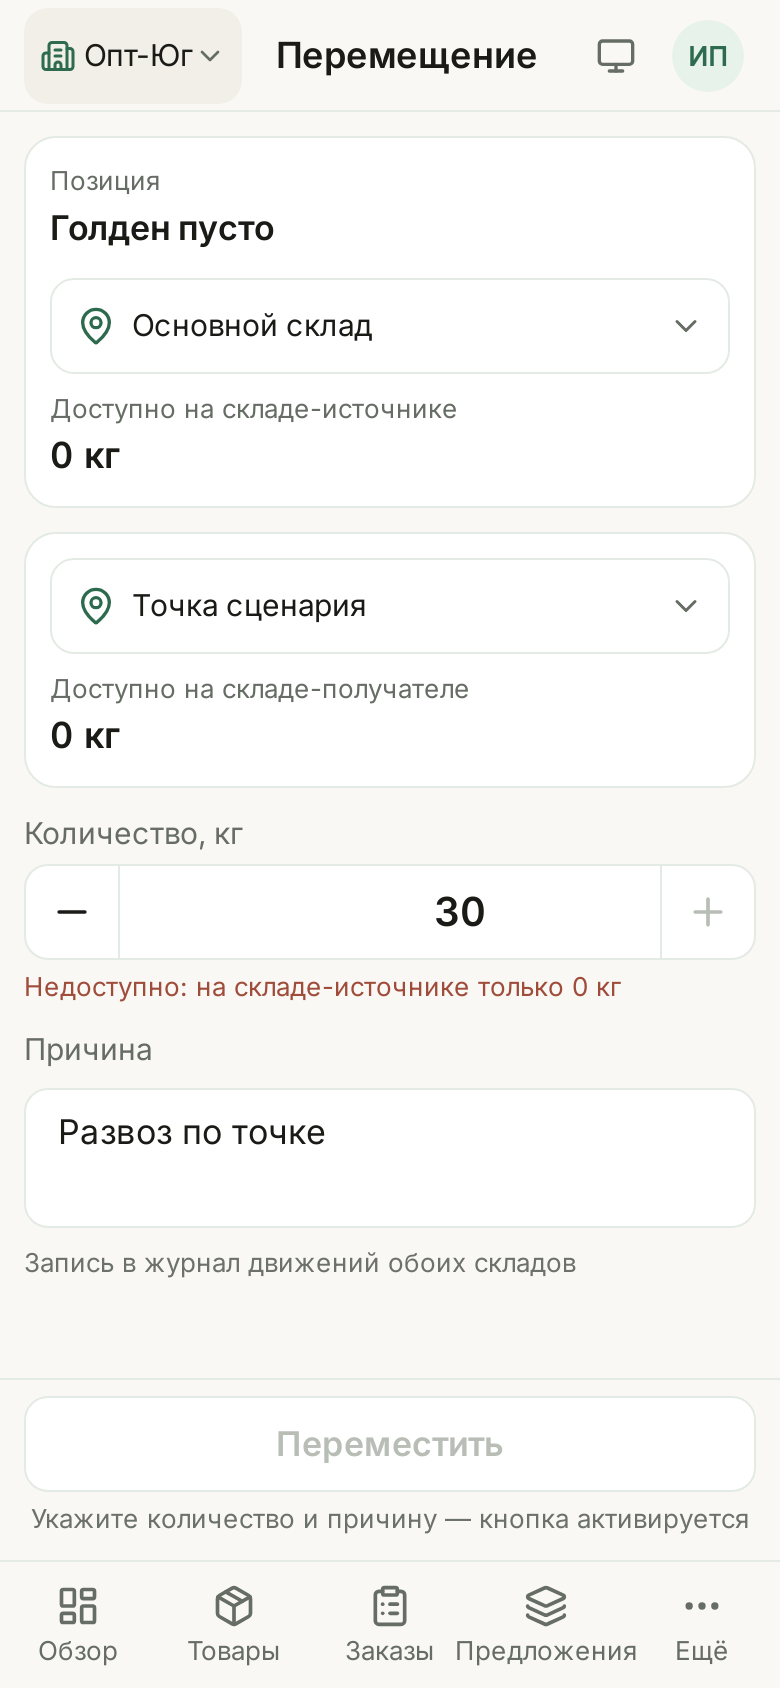 Опт-Юг
Перемещение
ИП
Позиция
Голден пусто
Основной склад
Доступно на складе-источнике
0 кг
Точка сценария
Доступно на складе-получателе
0 кг
Количество, кг
30
Недоступно: на складе-источнике только 0 кг
Причина
Развоз по точке
Запись в журнал движений обоих складов
Переместить
Укажите количество и причину — кнопка активируется
Обзор
Товары
Заказы
Предложения
Ещё